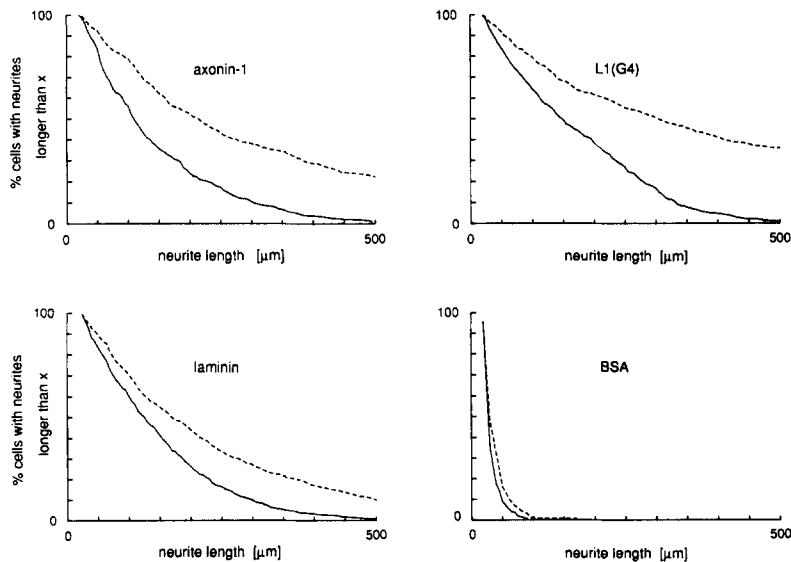 100
axonin-1
% cells with neurites
longer than x
0
0
500
neurite length [μm]
100
L1(G4)
0
0
500
neurite length [μm]
100
laminin
% cells with neurites
longer than x
0
0
500
neurite length [μm]
100
BSA
0
0
500
neurite length [μm]